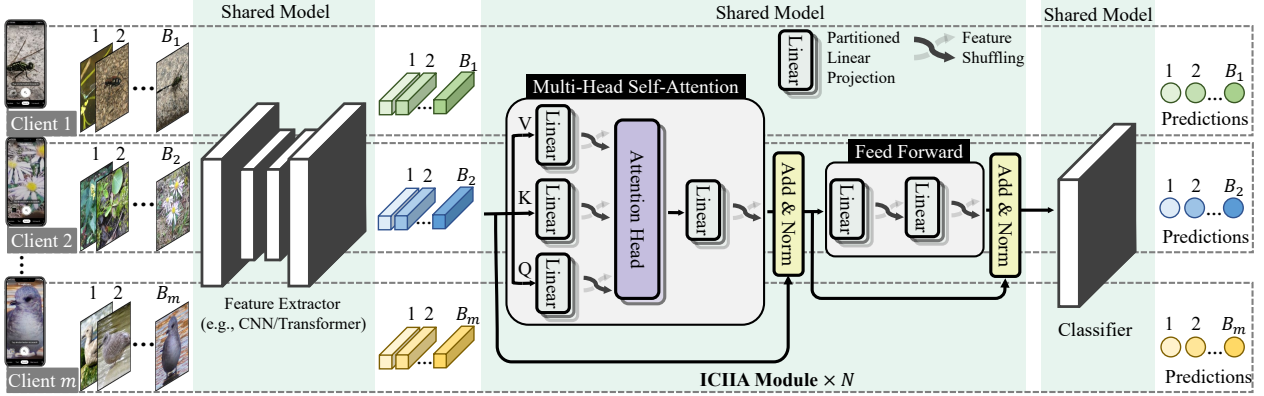 Shared Model
Shared Model
Shared Model
1 2 B1
Client 1
1 2 B1
...
Linear
Partitioned
Linear
Projection
Feature
Shuffling
1 2 B1
...
Predictions
Multi-Head Self-Attention
V
Linear
K
Linear
Q
Linear
Attention Head
Linear
Add & Norm
Feed Forward
Linear
Linear
Add & Norm
1 2 B2
Client 2
1 2 B2
...
1 2 B2
...
Predictions
Feature Extractor
(e.g., CNN/Transformer)
Classifier
1 2 Bm
Client m
1 2 Bm
...
1 2 Bm
...
Predictions
ICIIA Module × N